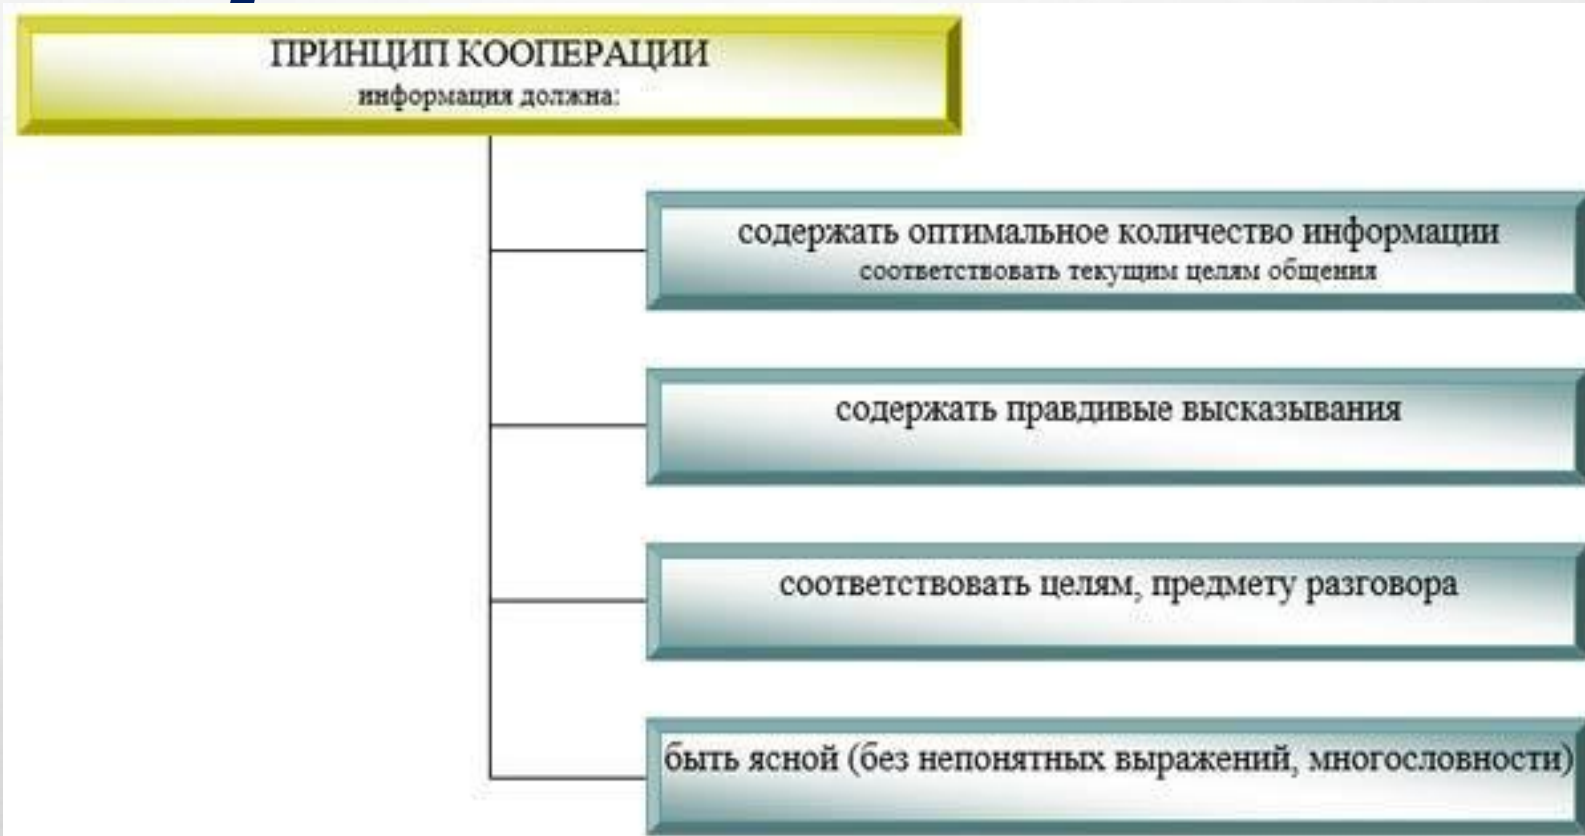 ПРИНЦИП КООПЕРАЦИИ
информация должна:
содержать оптимальное количество информации
соответствовать текущим целям общения
содержать правдивые высказывания
соответствовать целям, предмету разговора
быть ясной (без непонятных выражений, многословности)